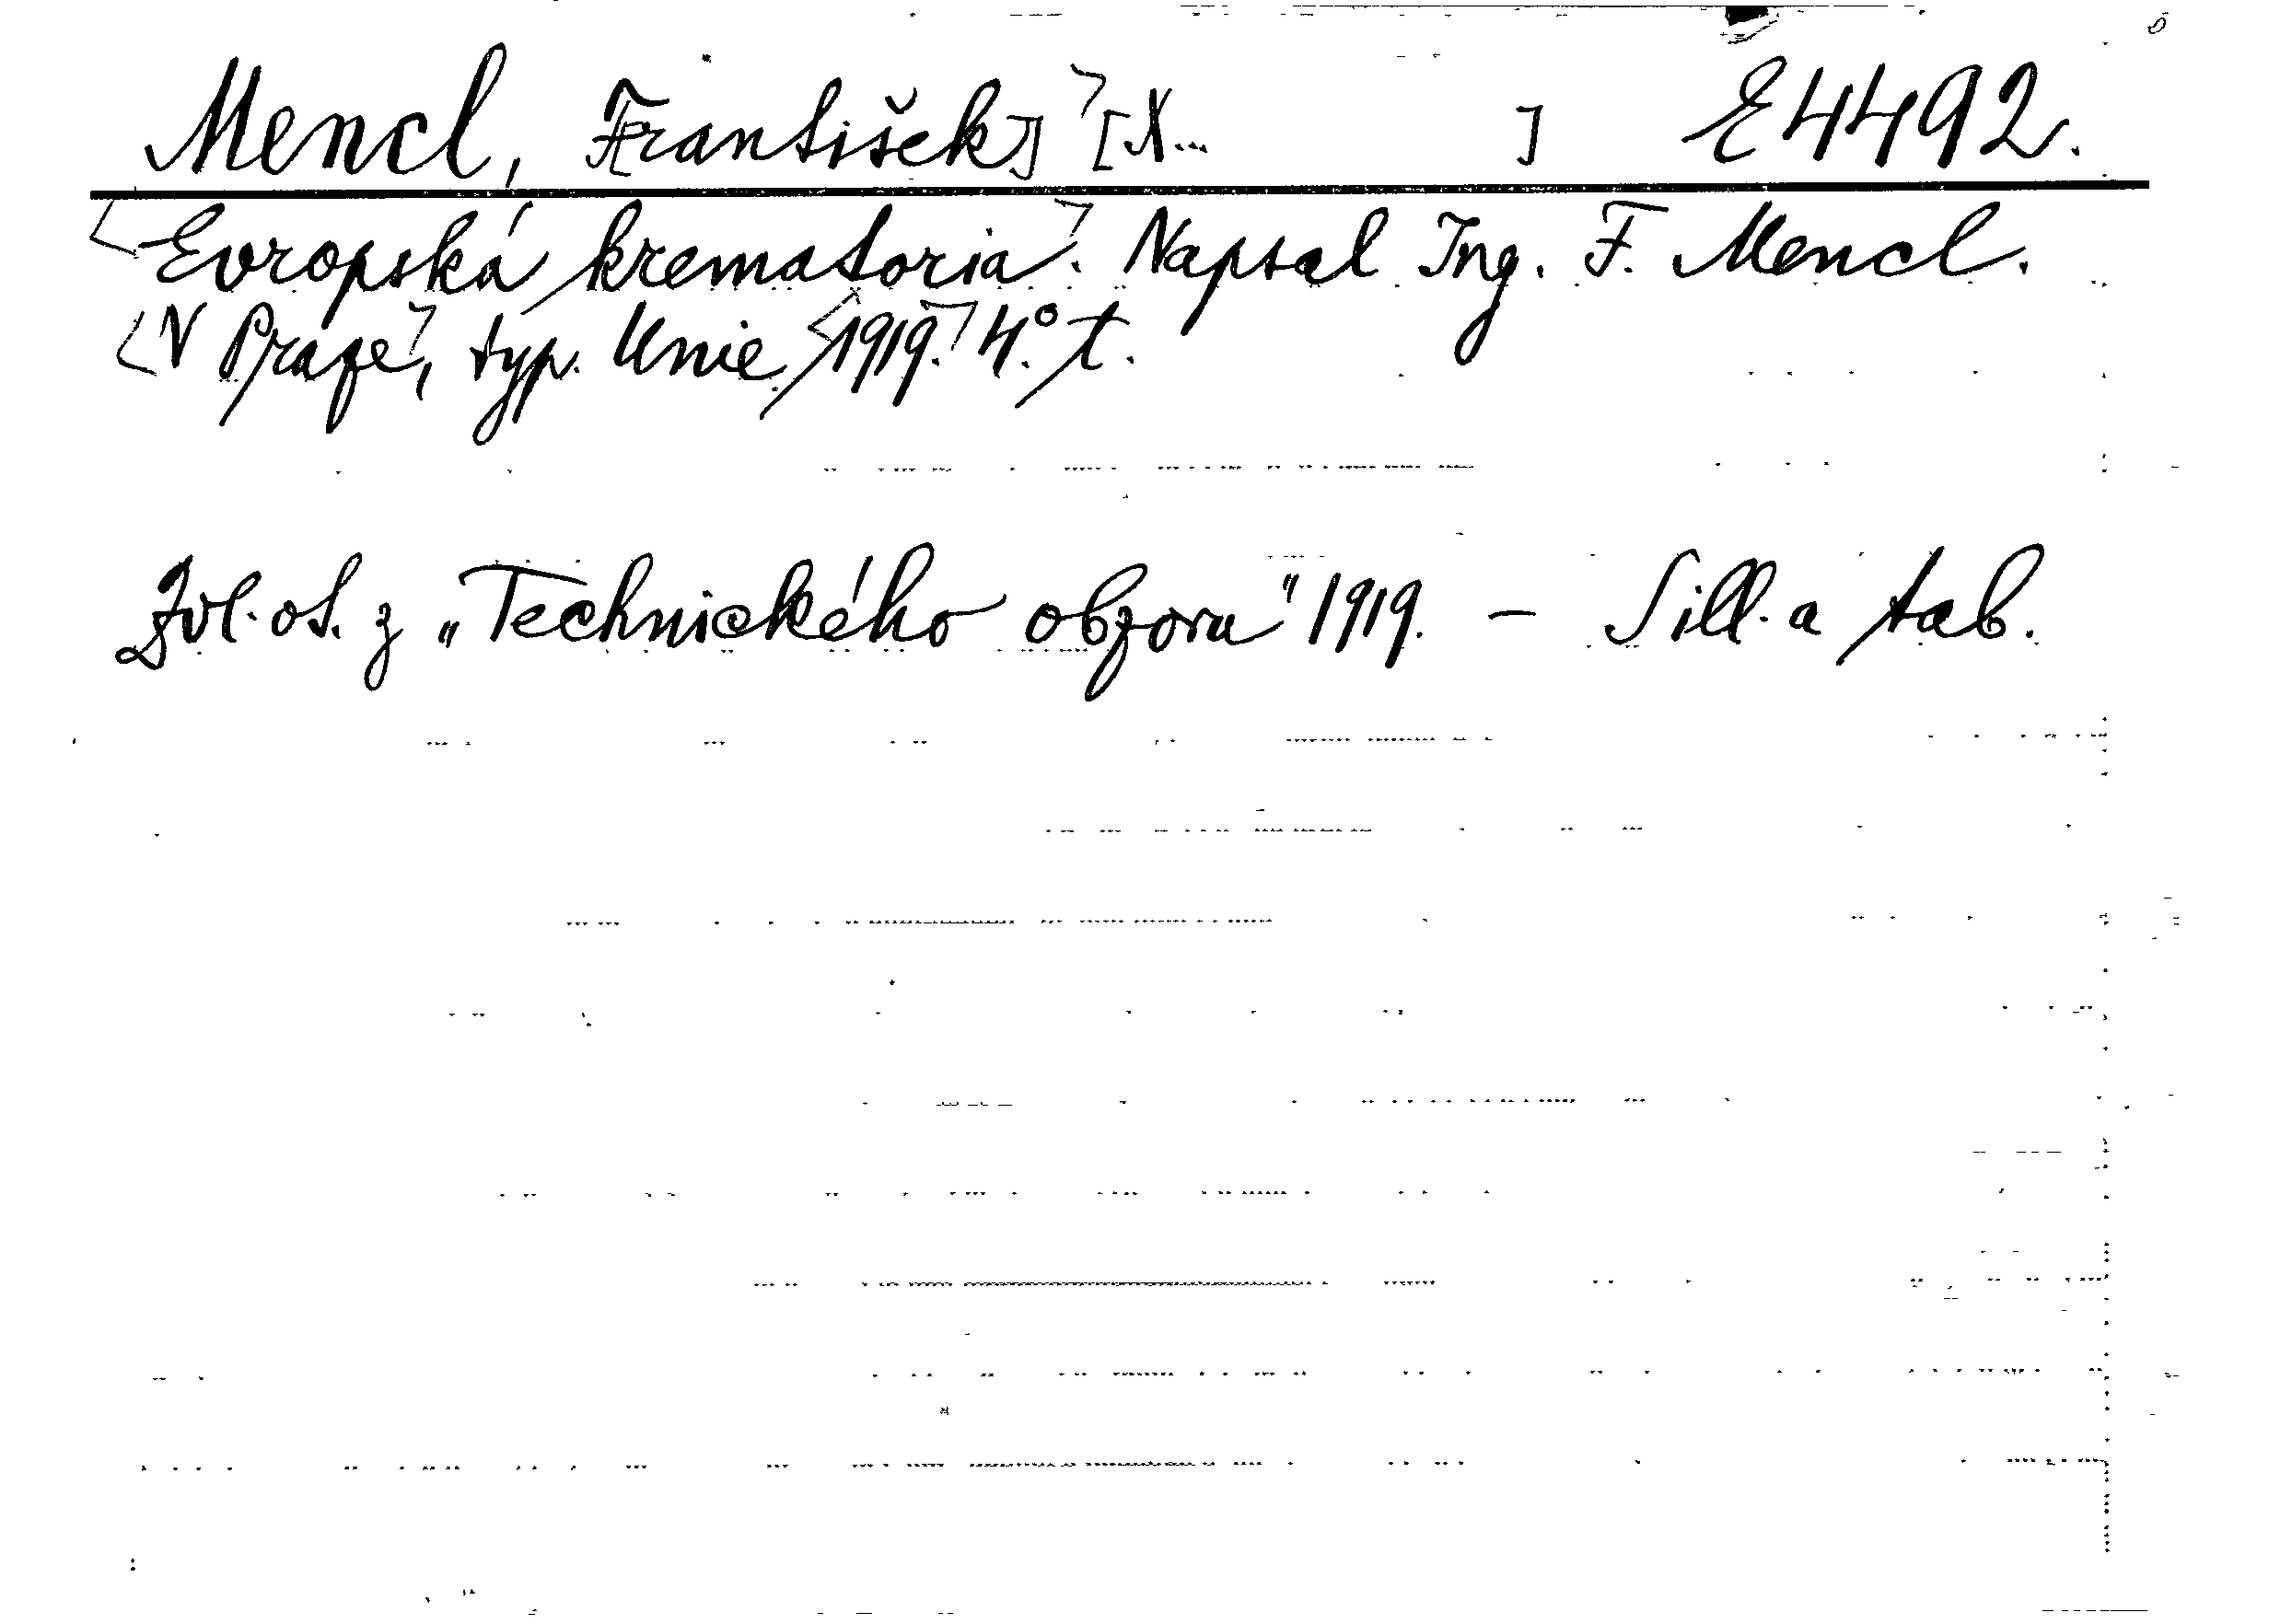 Mencl, František] [X... ] E4492.
Evropská krematoria. Napsal Ing. F. Mencl.
V Praze, typ. Unie 1919. 4.° t.
Zvl. ot. z „Technického obzoru" 1919. — S ill. a tab.